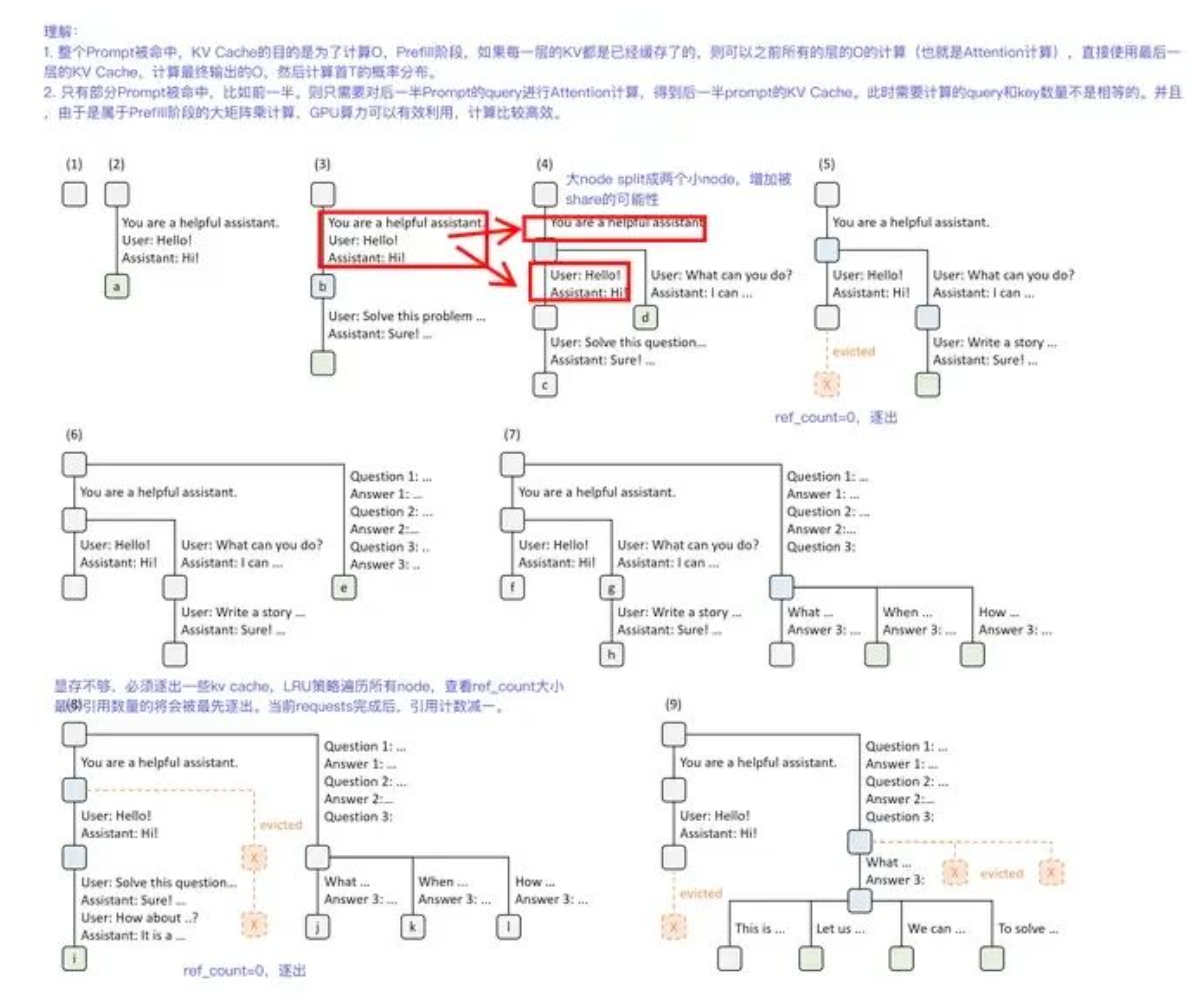 理解：
1. 整个Prompt被命中，KV Cache的目的是为了计算O，Prefill阶段，如果每一层的KV都是已经缓存了的，则可以之前所有的层的O的计算（也就是Attention计算），直接使用最后一
层的KV Cache，计算最终输出的O，然后计算首T的概率分布。
2. 只有部分Prompt被命中，比如前一半。则只需要对后一半Prompt的query进行Attention计算，得到后一半prompt的KV Cache。此时需要计算的query和key数量不是相等的。并且
，由于是属于Prefill阶段的大矩阵乘计算，GPU算力可以有效利用，计算比较高效。
(1)
(2)
You are a helpful assistant.
User: Hello!
Assistant: Hi!
a
(3)
You are a helpful assistant.
User: Hello!
Assistant: Hi!
b
User: Solve this problem ...
Assistant: Sure! ...
(4)
大node split成两个小node，增加被
share的可能性
You are a helpful assistant
User: Hello!
Assistant: Hi!
User: What can you do?
Assistant: I can ...
d
User: Solve this question...
Assistant: Sure! ...
c
(5)
You are a helpful assistant.
User: Hello!
Assistant: Hi!
User: What can you do?
Assistant: I can ...
evicted
X
User: Write a story ...
Assistant: Sure! ...
ref_count=0，逐出
(6)
You are a helpful assistant.
User: Hello!
Assistant: Hi!
User: What can you do?
Assistant: I can ...
User: Write a story ...
Assistant: Sure! ...
Question 1: ...
Answer 1: ...
Question 2: ...
Answer 2:...
Question 3: ..
Answer 3: ..
e
(7)
You are a helpful assistant.
User: Hello!
Assistant: Hi!
f
User: What can you do?
Assistant: I can ...
g
User: Write a story ...
Assistant: Sure! ...
h
Question 1: ...
Answer 1: ...
Question 2: ...
Answer 2:...
Question 3:
What ...
Answer 3: ...
When ...
Answer 3: ...
How ...
Answer 3: ...
显存不够，必须逐出一些kv cache，LRU策略遍历所有node，查看ref_count大小
引用数量的将会被最先逐出。当前requests完成后，引用计数减一。
(8)
You are a helpful assistant.
User: Hello!
Assistant: Hi!
evicted
X
X
User: Solve this question...
Assistant: Sure! ...
User: How about ..?
Assistant: It is a ...
i
ref_count=0，逐出
Question 1: ...
Answer 1: ...
Question 2: ...
Answer 2:...
Question 3:
What ...
Answer 3: ...
j
When ...
Answer 3: ...
k
How ...
Answer 3: ...
l
(9)
You are a helpful assistant.
User: Hello!
Assistant: Hi!
evicted
X
Question 1: ...
Answer 1: ...
Question 2: ...
Answer 2:...
Question 3:
What ...
Answer 3:
X
evicted
X
This is ...
Let us ...
We can ...
To solve ...